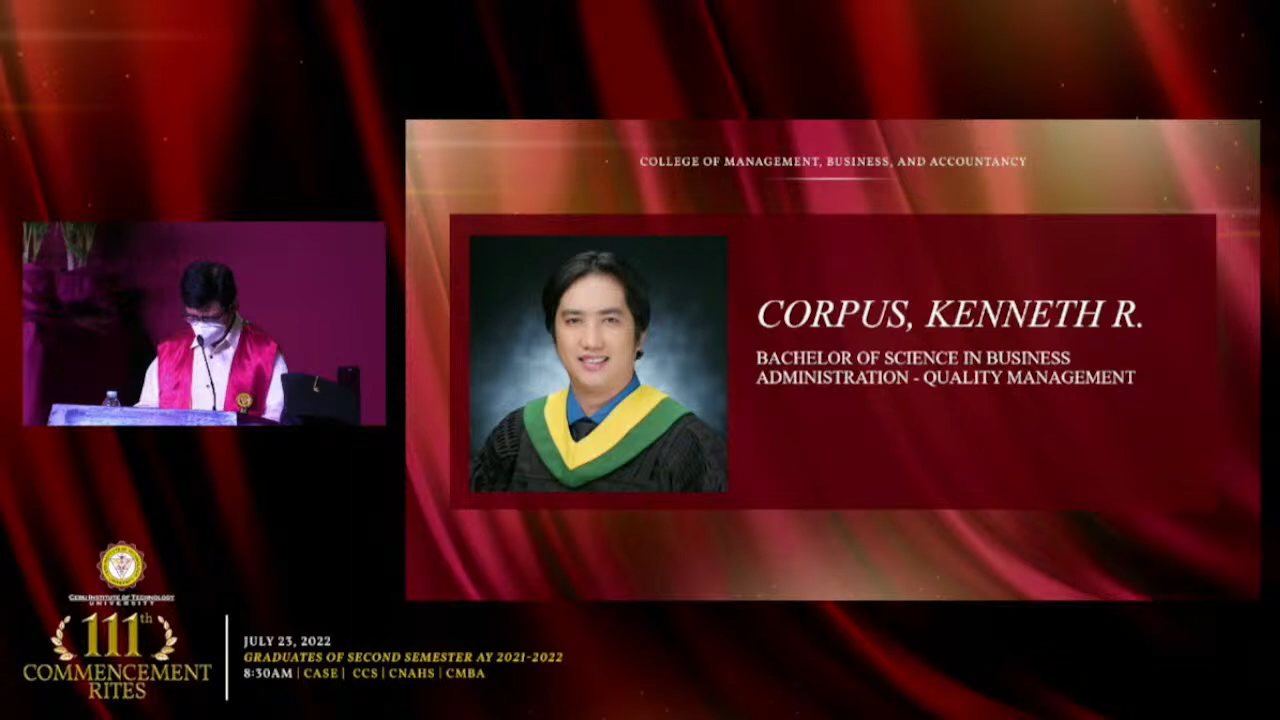 COLLEGE OF MANAGEMENT, BUSINESS, AND ACCOUNTANCY
CORPUS, KENNETH R.
BACHELOR OF SCIENCE IN BUSINESS
ADMINISTRATION - QUALITY MANAGEMENT
CEBU INSTITUTE OF TECHNOLOGY
UNIVERSITY
111th
COMMENCEMENT
RITES
JULY 23, 2022
GRADUATES OF SECOND SEMESTER AY 2021-2022
8:30AM | CASE | CCS | CNAHS | CMBA